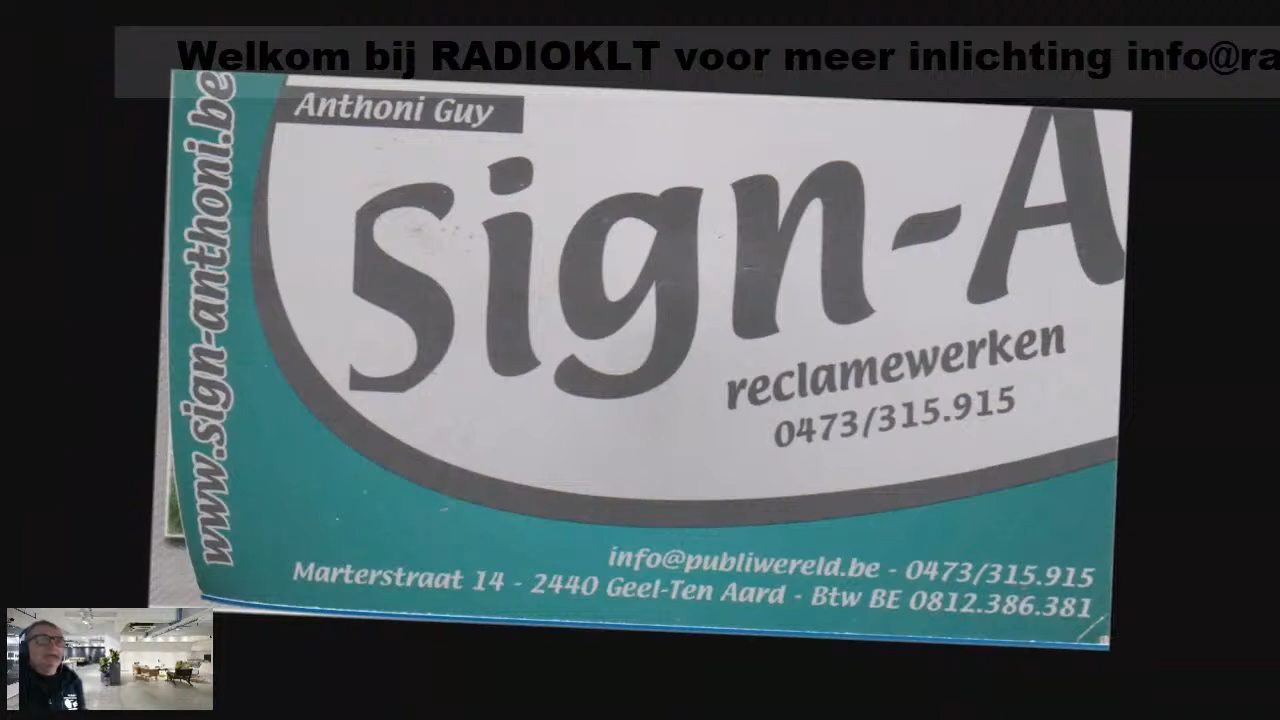 Welkom bij RADIOKLT voor meer inlichting info@ra
www.sign-anthoni.be
Anthoni Guy
Sign-A
reclamewerken
0473/315.915
info@publiwereld.be - 0473/315.915
Marterstraat 14 - 2440 Geel-Ten Aard - Btw BE 0812.386.381